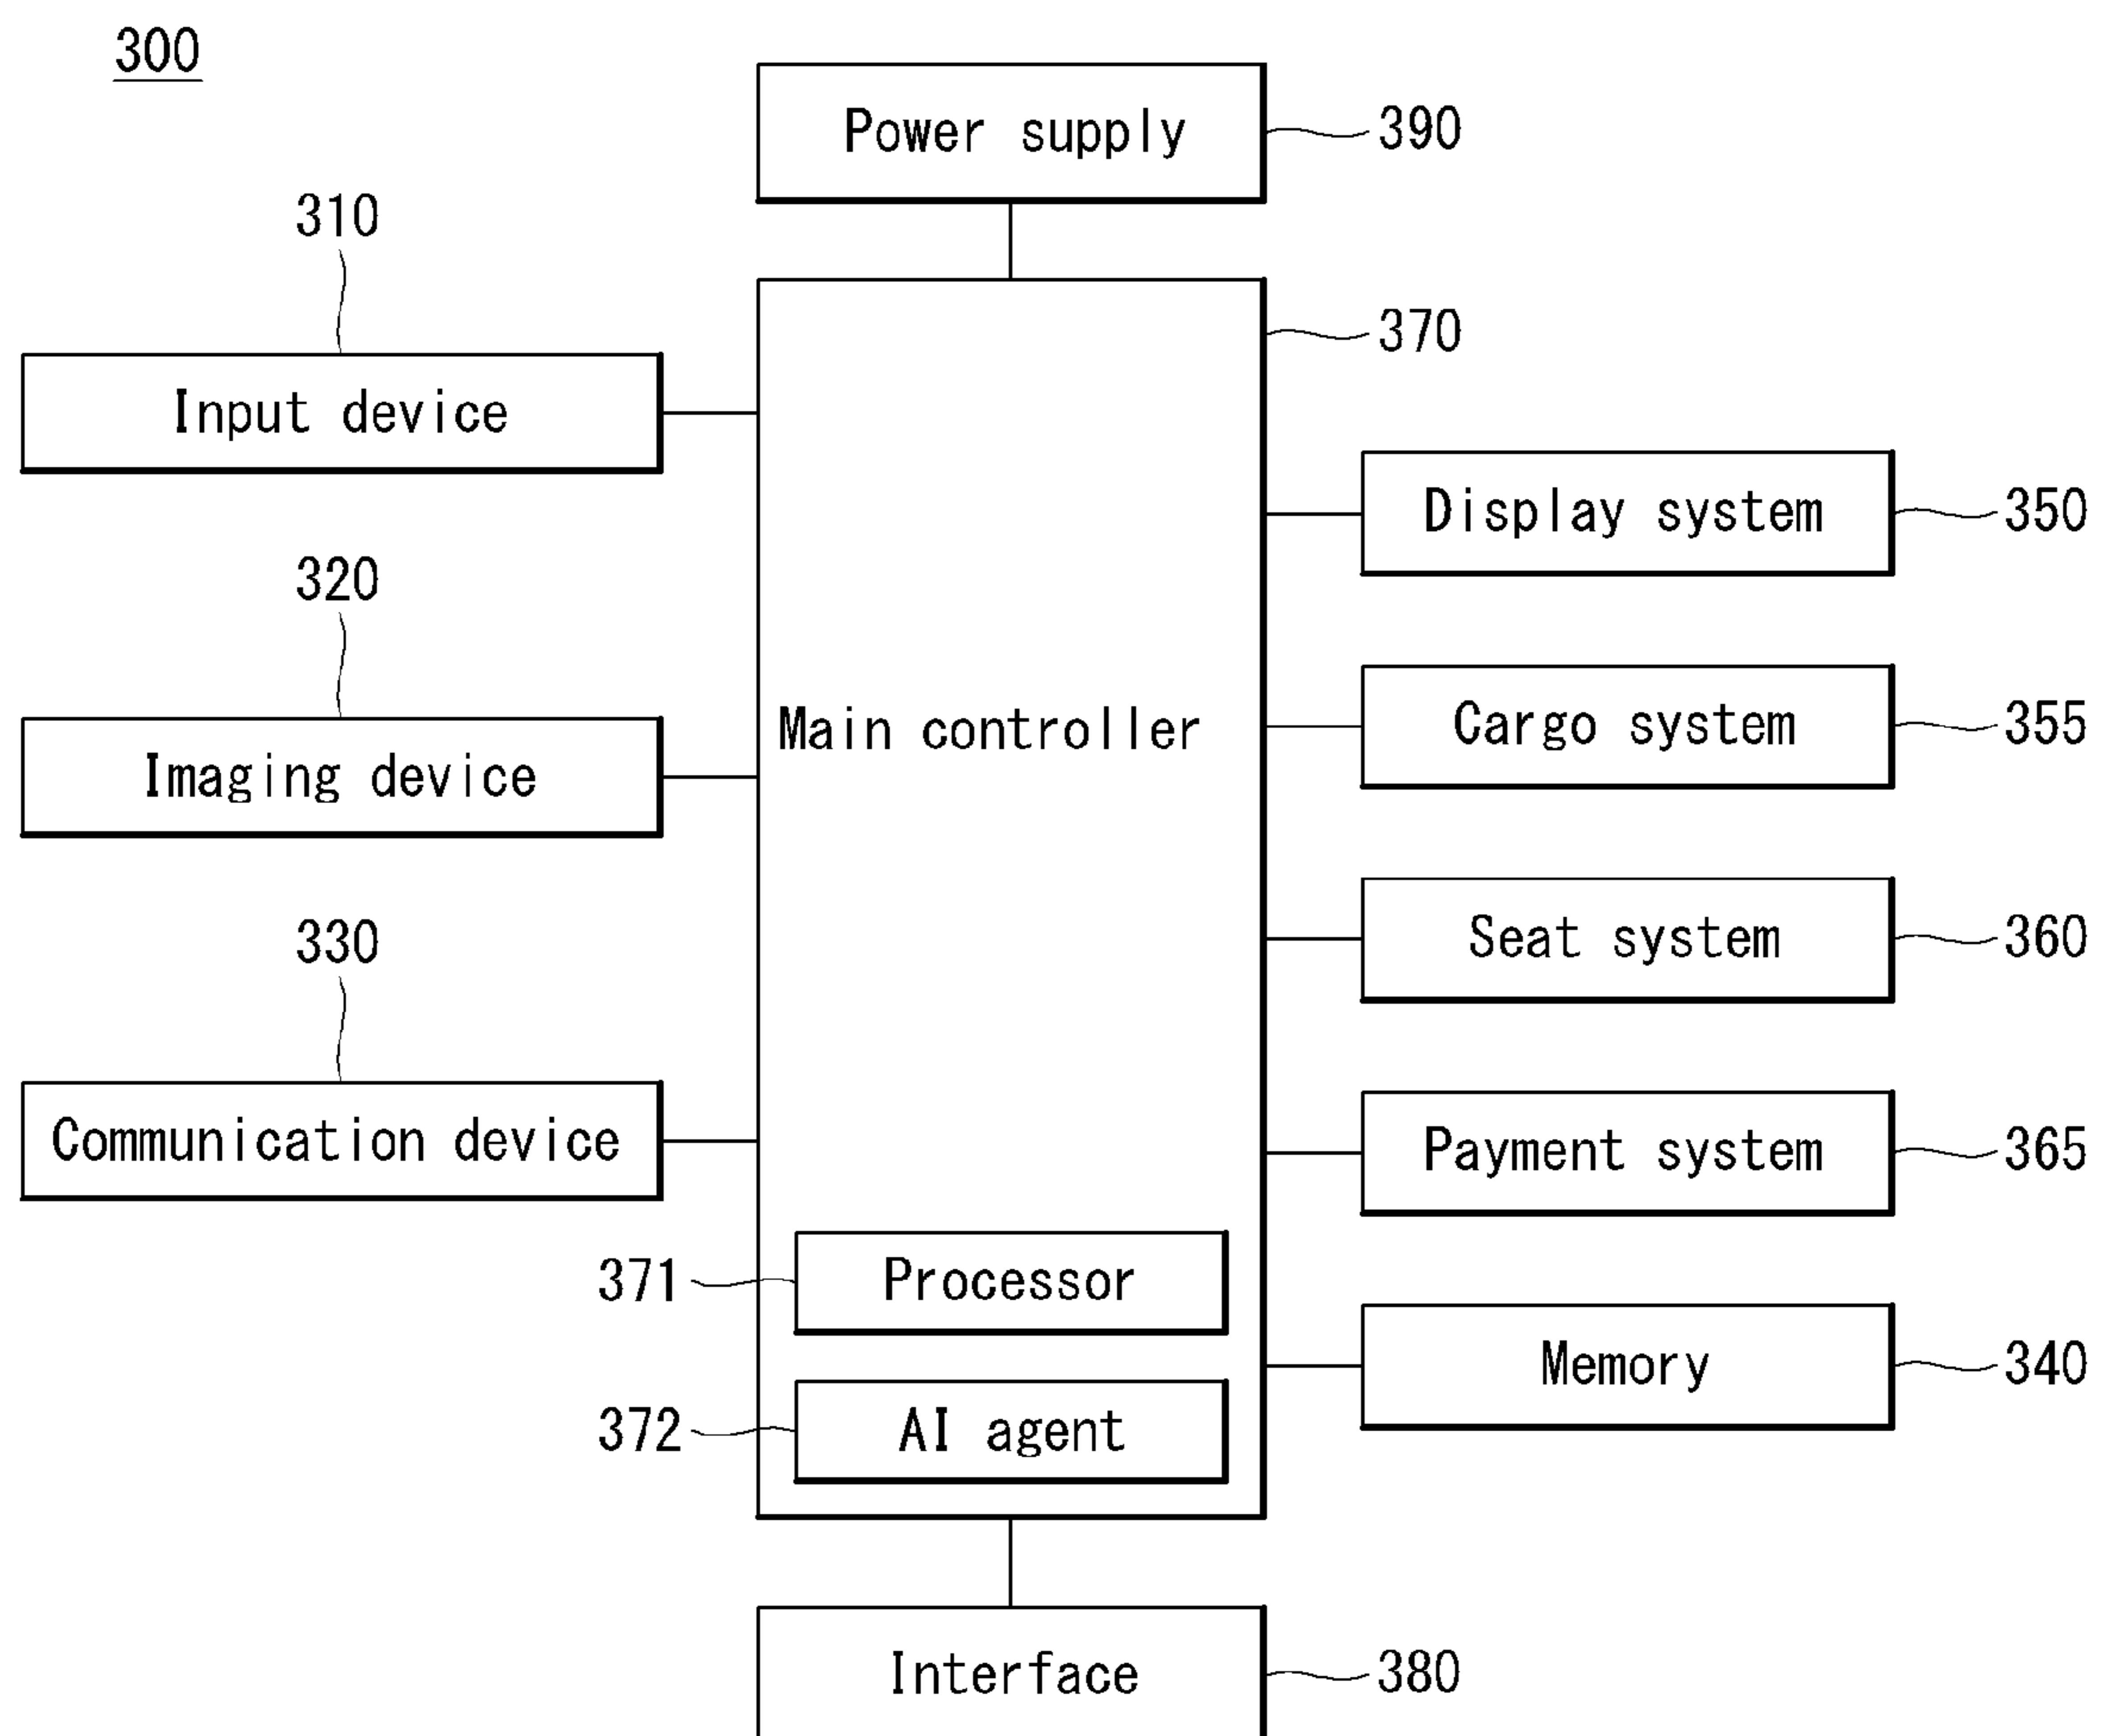 300
Power supply
390
310
370
Input device
Display system
350
320
Cargo system
355
Main controller
Imaging device
330
Seat system
360
Communication device
Payment system
365
371
Processor
Memory
340
372
AI agent
Interface
380